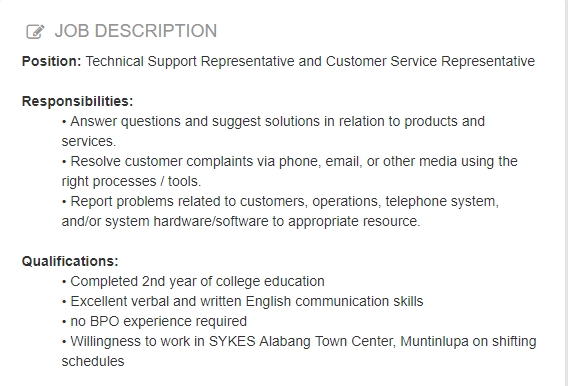 JOB DESCRIPTION
Position: Technical Support Representative and Customer Service Representative
Responsibilities:
• Answer questions and suggest solutions in relation to products and
services.
• Resolve customer complaints via phone, email, or other media using the
right processes / tools.
• Report problems related to customers, operations, telephone system,
and/or system hardware/software to appropriate resource.
Qualifications:
• Completed 2nd year of college education
• Excellent verbal and written English communication skills
• no BPO experience required
• Willingness to work in SYKES Alabang Town Center, Muntinlupa on shifting
schedules